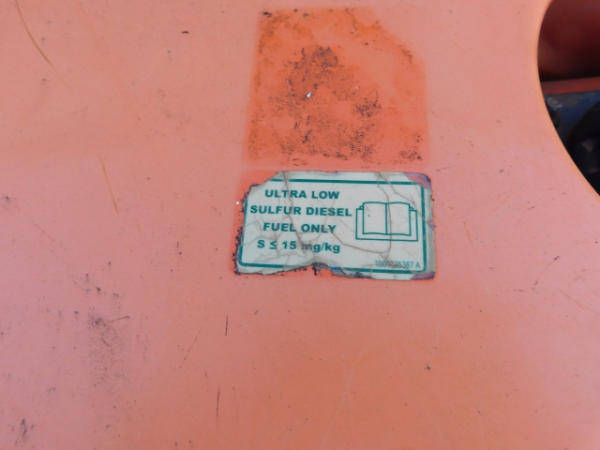 ULTRA LOW
SULFUR DIESEL
FUEL ONLY
S ≤ 15 mg/kg